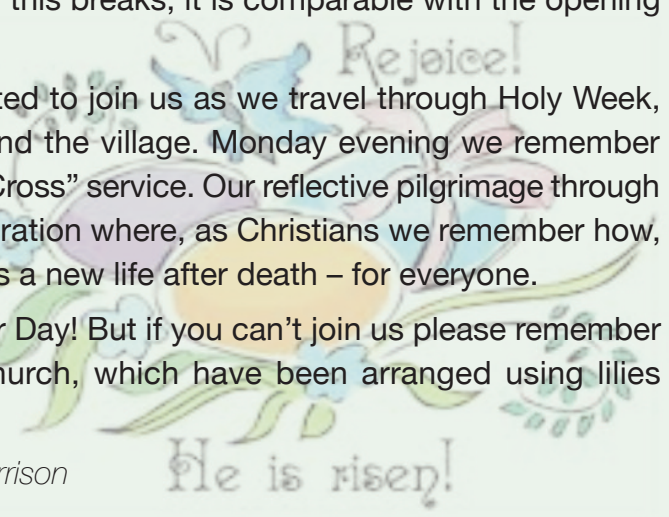 this breaks, it is comparable with the opening
Rejoice!
ted to join us as we travel through Holy Week,
nd the village. Monday evening we remember
Cross” service. Our reflective pilgrimage through
ration where, as Christians we remember how,
s a new life after death – for everyone.
r Day! But if you can’t join us please remember
hurch, which have been arranged using lilies
rrison
He is risen!